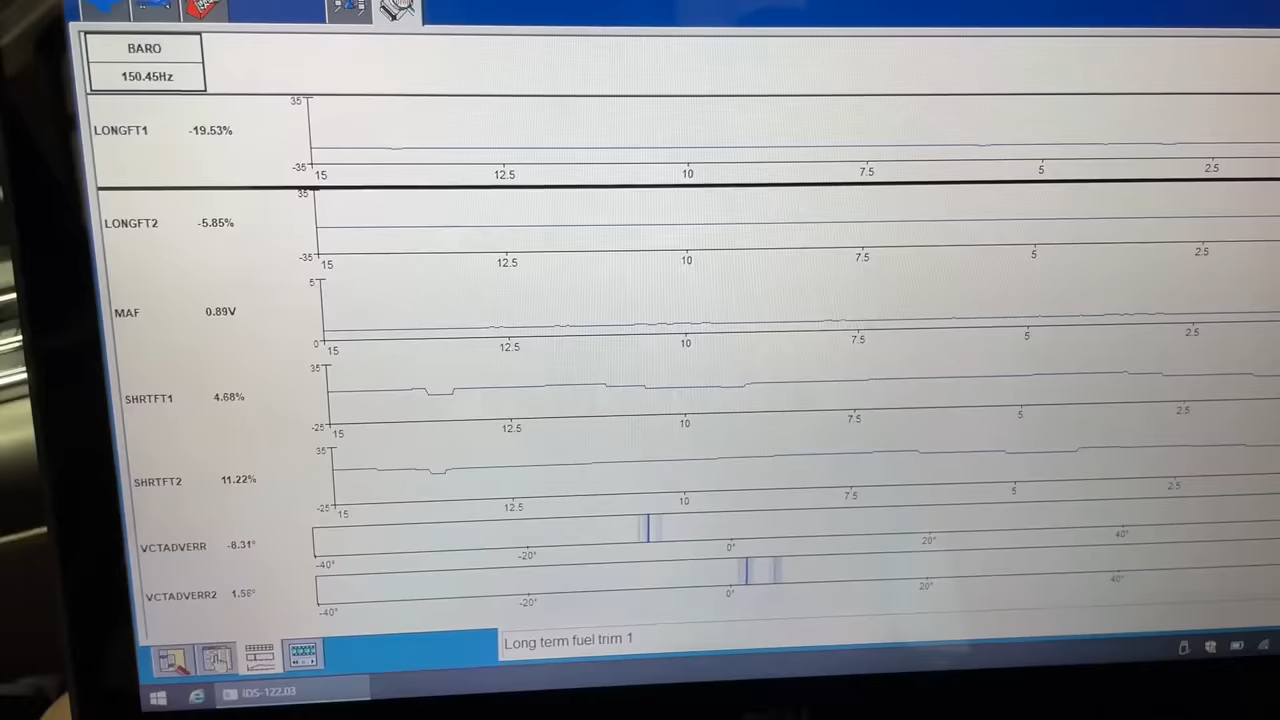 BARO
150.45Hz
LONGFT1 -19.53%
35
-35
15 12.5 10 7.5 5 2.5
LONGFT2 -5.85%
35
-35
15 12.5 10 7.5 5 2.5
MAF 0.89V
5
0
15 12.5 10 7.5 5 2.5
SHRTFT1 4.68%
35
-25
15 12.5 10 7.5 5 2.5
SHRTFT2 11.22%
35
-25
15 12.5 10 7.5 5 2.5
VCTADVERR -8.31°
-40° -20° 0° 20° 40°
VCTADVERR2 1.56°
-40° -20° 0° 20° 40°
Long term fuel trim 1
IDS-122.03